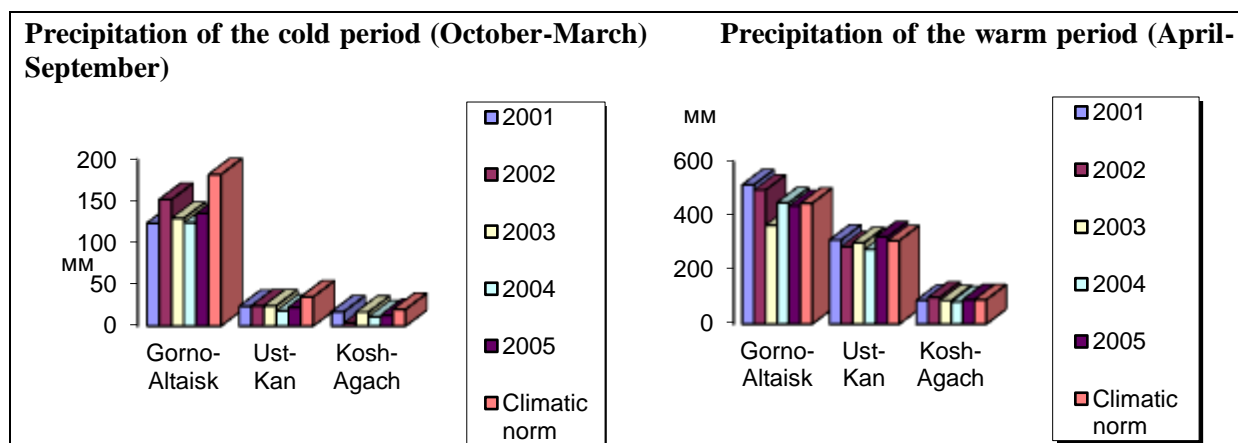 Precipitation of the cold period (October-March) Precipitation of the warm period (April-
September)
200
150
100
50
0
мм
Gorno-
Altaisk
Ust-
Kan
Kosh-
Agach
2001
2002
2003
2004
2005
Climatic
norm
мм
600
400
200
0
Gorno-
Altaisk
Ust-
Kan
Kosh-
Agach
2001
2002
2003
2004
2005
Climatic
norm